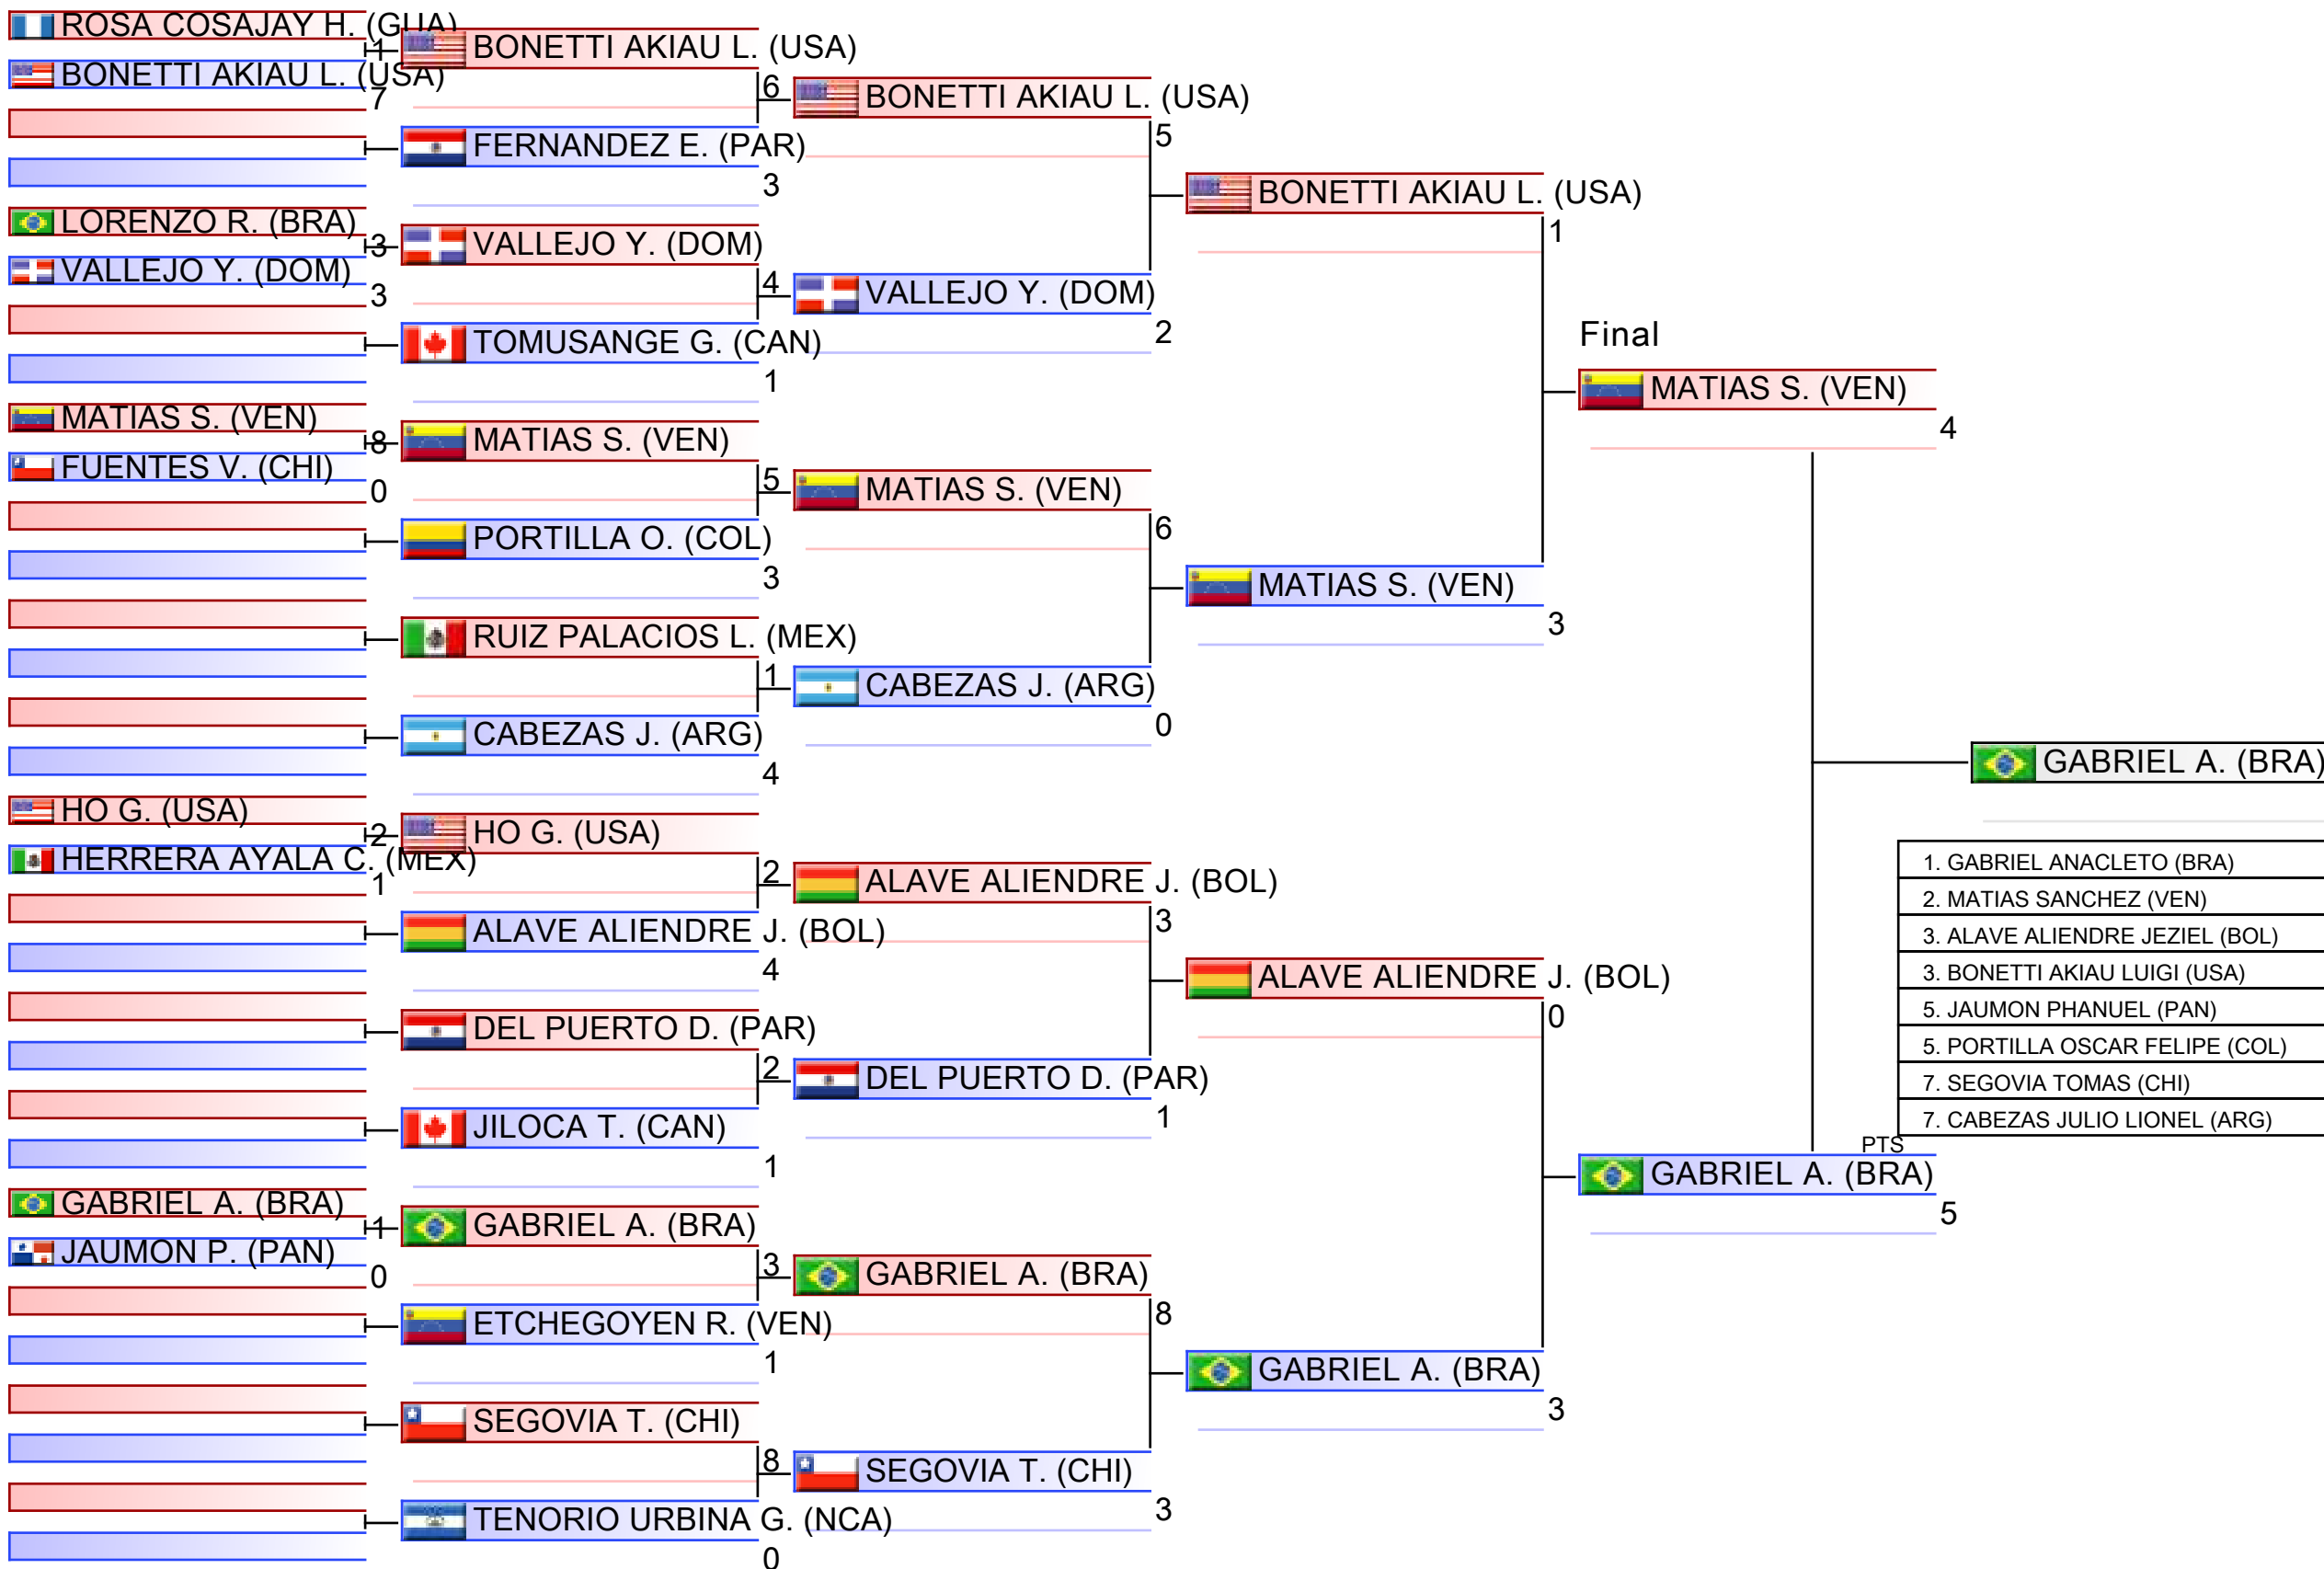 ROSA COSAJAY H. (GUA)
1
BONETTI AKIAU L. (USA)
7
LORENZO R. (BRA)
3
VALLEJO Y. (DOM)
3
MATIAS S. (VEN)
8
FUENTES V. (CHI)
0
HO G. (USA)
2
HERRERA AYALA C. (MEX)
1
GABRIEL A. (BRA)
1
JAUMON P. (PAN)
0
BONETTI AKIAU L. (USA)
6
FERNANDEZ E. (PAR)
3
VALLEJO Y. (DOM)
4
TOMUSANGE G. (CAN)
1
MATIAS S. (VEN)
5
PORTILLA O. (COL)
3
RUIZ PALACIOS L. (MEX)
1
CABEZAS J. (ARG)
4
HO G. (USA)
2
ALAVE ALIENDRE J. (BOL)
4
DEL PUERTO D. (PAR)
2
JILOCA T. (CAN)
1
GABRIEL A. (BRA)
3
ETCHEGOYEN R. (VEN)
1
SEGOVIA T. (CHI)
8
TENORIO URBINA G. (NCA)
0
BONETTI AKIAU L. (USA)
5
VALLEJO Y. (DOM)
2
MATIAS S. (VEN)
6
CABEZAS J. (ARG)
0
ALAVE ALIENDRE J. (BOL)
3
DEL PUERTO D. (PAR)
1
GABRIEL A. (BRA)
8
SEGOVIA T. (CHI)
3
BONETTI AKIAU L. (USA)
1
MATIAS S. (VEN)
3
ALAVE ALIENDRE J. (BOL)
0
GABRIEL A. (BRA)
3
Final
MATIAS S. (VEN)
4
PTS
GABRIEL A. (BRA)
5
GABRIEL A. (BRA)
1. GABRIEL ANACLETO (BRA)
2. MATIAS SANCHEZ (VEN)
3. ALAVE ALIENDRE JEZIEL (BOL)
3. BONETTI AKIAU LUIGI (USA)
5. JAUMON PHANUEL (PAN)
5. PORTILLA OSCAR FELIPE (COL)
7. SEGOVIA TOMAS (CHI)
7. CABEZAS JULIO LIONEL (ARG)